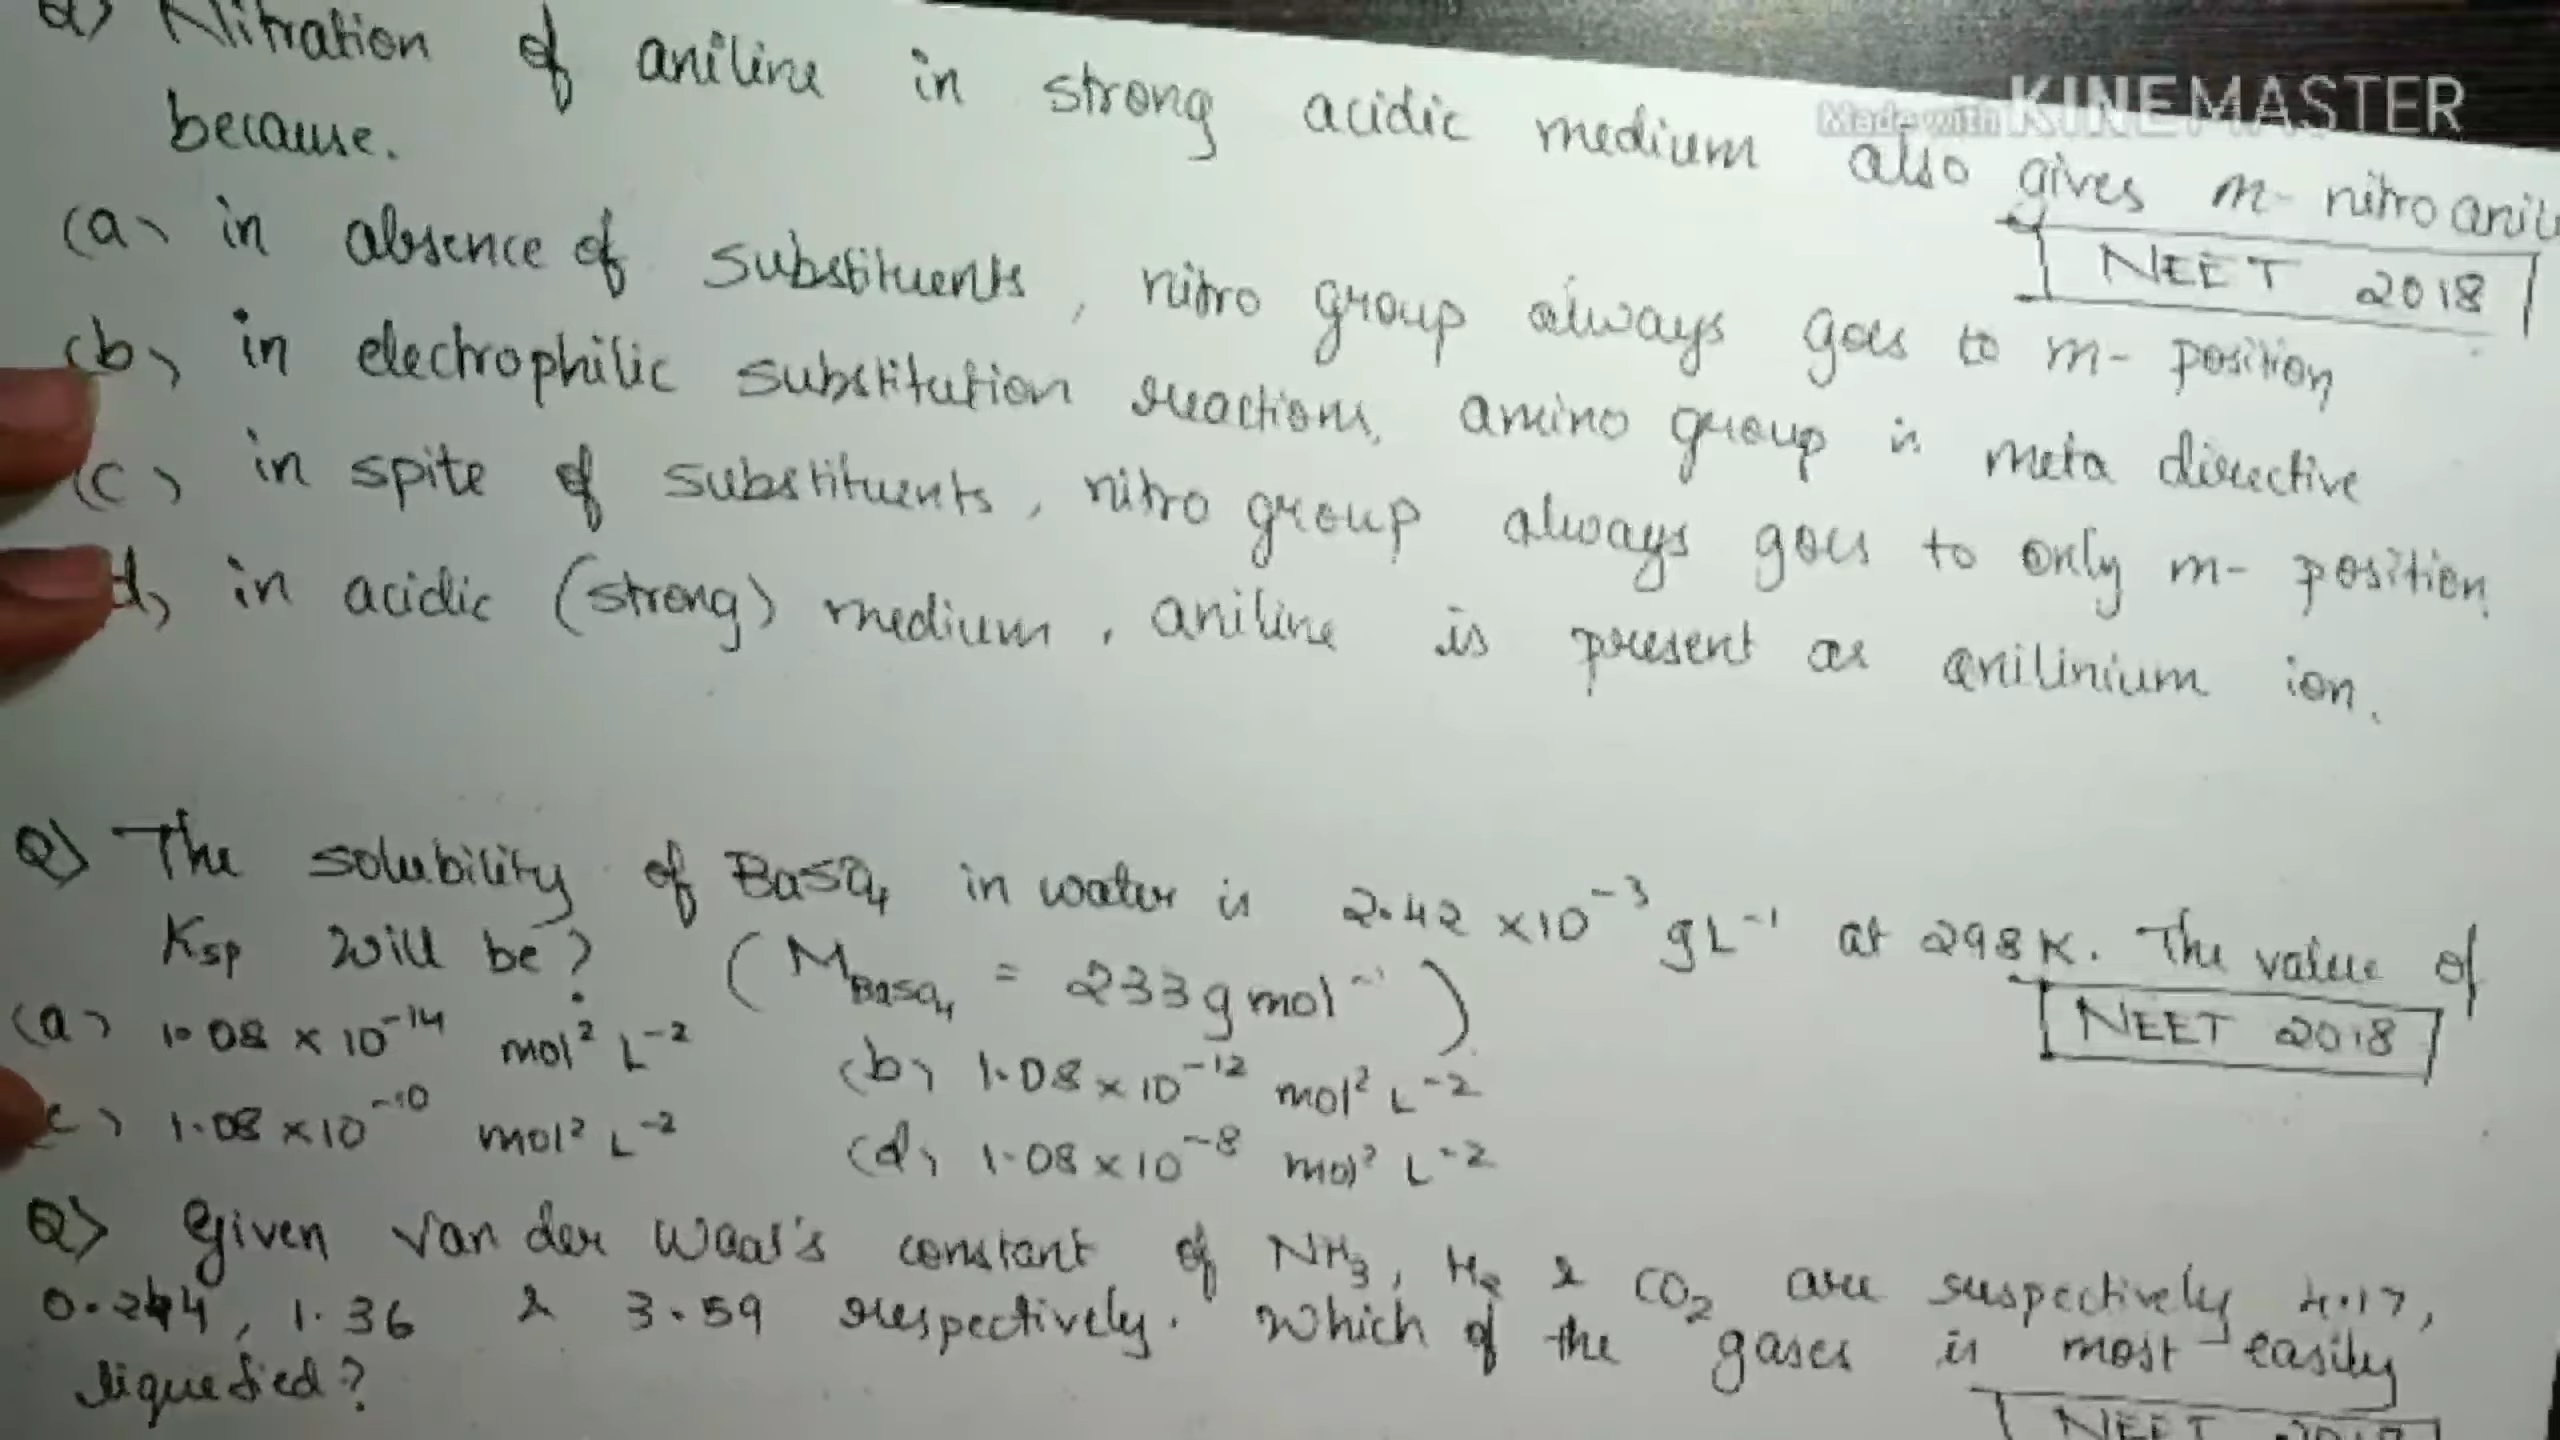 Q) Nitration of aniline in strong acidic medium also gives m- nitro anil
because.
NEET 2018
(a) in absence of substituents, nitro group always goes to m- position
(b) in electrophilic substitution reactions, amino group is meta directive
(c) in spite of substituents, nitro group always goes to only m- position.
d) in acidic (strong) medium, aniline is present as anilinium ion.
Q) The solubility of BaSO4 in water is 2.42 ×10⁻³ gL⁻¹ at 298K. The value of
Ksp will be? (M BaSO4 = 233 g mol⁻¹)
NEET 2018
(a) 1.08 × 10⁻¹⁴ mol² L⁻² (b) 1.08 × 10⁻¹² mol² L⁻²
c) 1.08 ×10⁻¹⁰ mol² L⁻² (d) 1.08 × 10⁻⁸ mol² L⁻²
Q) Given Van der Waal's constant of NH3, H2 & CO2 are suspectively 4.17,
0.244, 1.36 & 3.59 respectively. Which of the gases is most easily
liquefied?
NEET 2018
Made with KINEMASTER